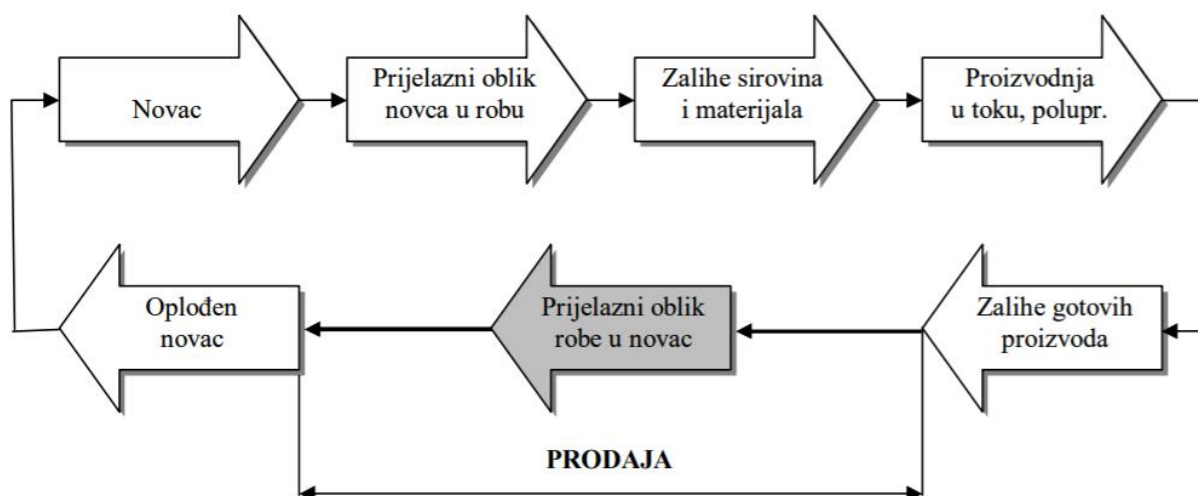 Novac
Prijelazni oblik
novca u robu
Zalihe sirovina
i materijala
Proizvodnja
u toku, polupr.
Oplođen
novac
Prijelazni oblik
robe u novac
Zalihe gotovih
proizvoda
PRODAJA